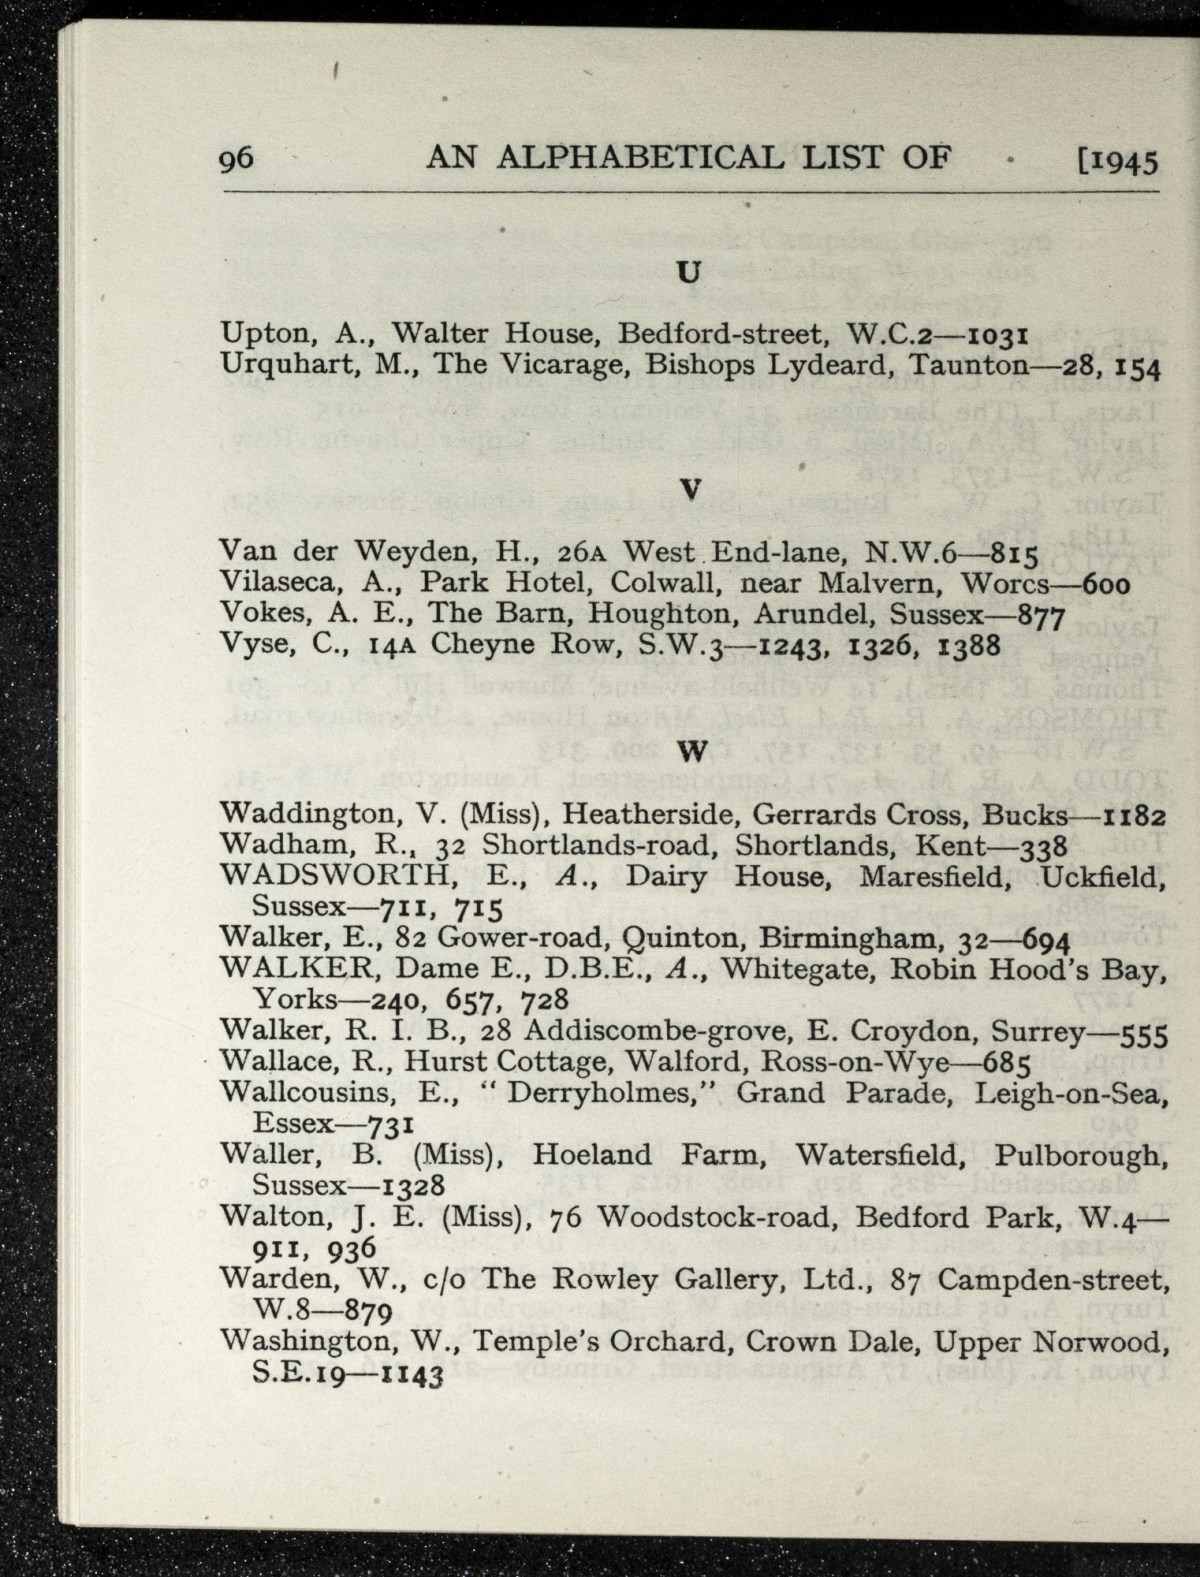 96 AN ALPHABETICAL LIST OF [1945
U
Upton, A., Walter House, Bedford-street, W.C.2—1031
Urquhart, M., The Vicarage, Bishops Lydeard, Taunton—28, 154
V
Van der Weyden, H., 26A West End-lane, N.W.6—815
Vilaseca, A., Park Hotel, Colwall, near Malvern, Worcs—600
Vokes, A. E., The Barn, Houghton, Arundel, Sussex—877
Vyse, C., 14A Cheyne Row, S.W.3—1243, 1326, 1388
W
Waddington, V. (Miss), Heatherside, Gerrards Cross, Bucks—1182
Wadham, R., 32 Shortlands-road, Shortlands, Kent—338
WADSWORTH, E., A., Dairy House, Maresfield, Uckfield,
Sussex—711, 715
Walker, E., 82 Gower-road, Quinton, Birmingham, 32—694
WALKER, Dame E., D.B.E., A., Whitegate, Robin Hood's Bay,
Yorks—240, 657, 728
Walker, R. I. B., 28 Addiscombe-grove, E. Croydon, Surrey—555
Wallace, R., Hurst Cottage, Walford, Ross-on-Wye—685
Wallcousins, E., “ Derryholmes,” Grand Parade, Leigh-on-Sea,
Essex—731
Waller, B. (Miss), Hoeland Farm, Watersfield, Pulborough,
Sussex—1328
Walton, J. E. (Miss), 76 Woodstock-road, Bedford Park, W.4—
911, 936
Warden, W., c/o The Rowley Gallery, Ltd., 87 Campden-street,
W.8—879
Washington, W., Temple's Orchard, Crown Dale, Upper Norwood,
S.E.19—1143